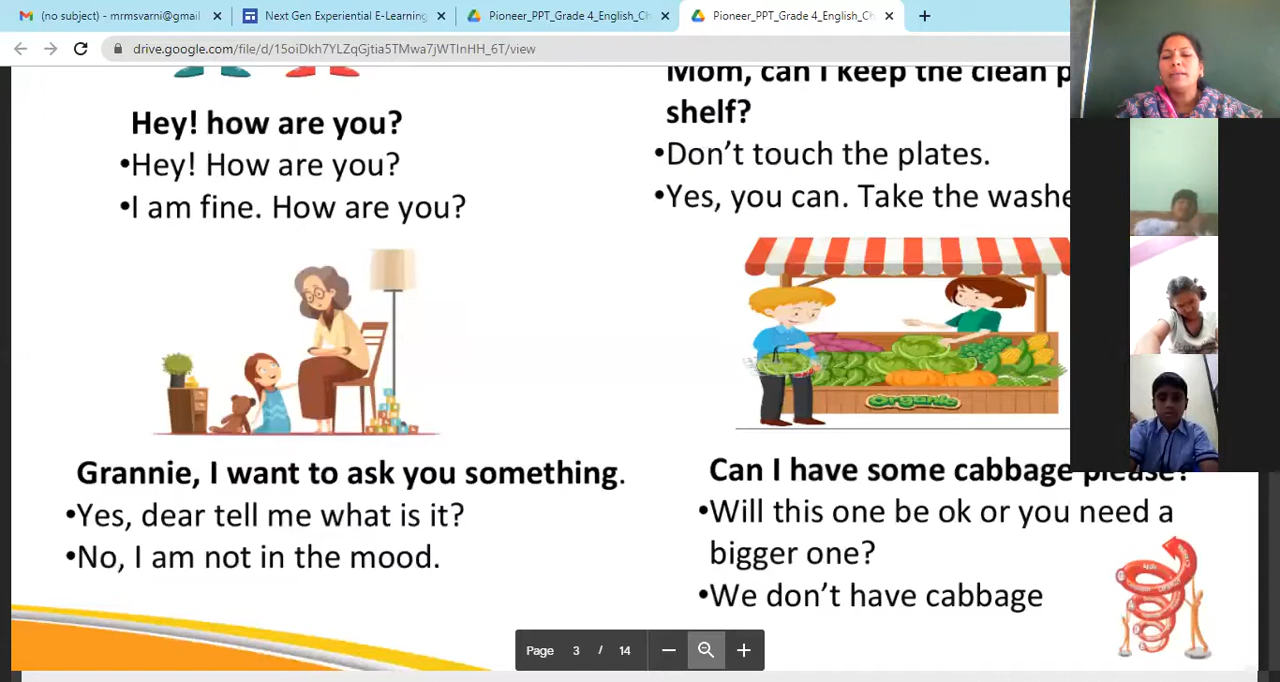 (no subject) - mrmsvarni@gmail
Next Gen Experiential E-Learning
Pioneer_PPT_Grade 4_English_Ch
Pioneer_PPT_Grade 4_English_Ch
drive.google.com/file/d/15oiDkh7YLZqGjtia5TMwa7jWTInHH_6T/view
Hey! how are you?
•Hey! How are you?
•I am fine. How are you?
Mom, can I keep the clean
shelf?
•Don’t touch the plates.
•Yes, you can. Take the
Organic
Grannie, I want to ask you something.
•Yes, dear tell me what is it?
•No, I am not in the mood.
Can I have some cabbage please?
•Will this one be ok or you need a
bigger one?
•We don’t have cabbage
Page 3 / 14